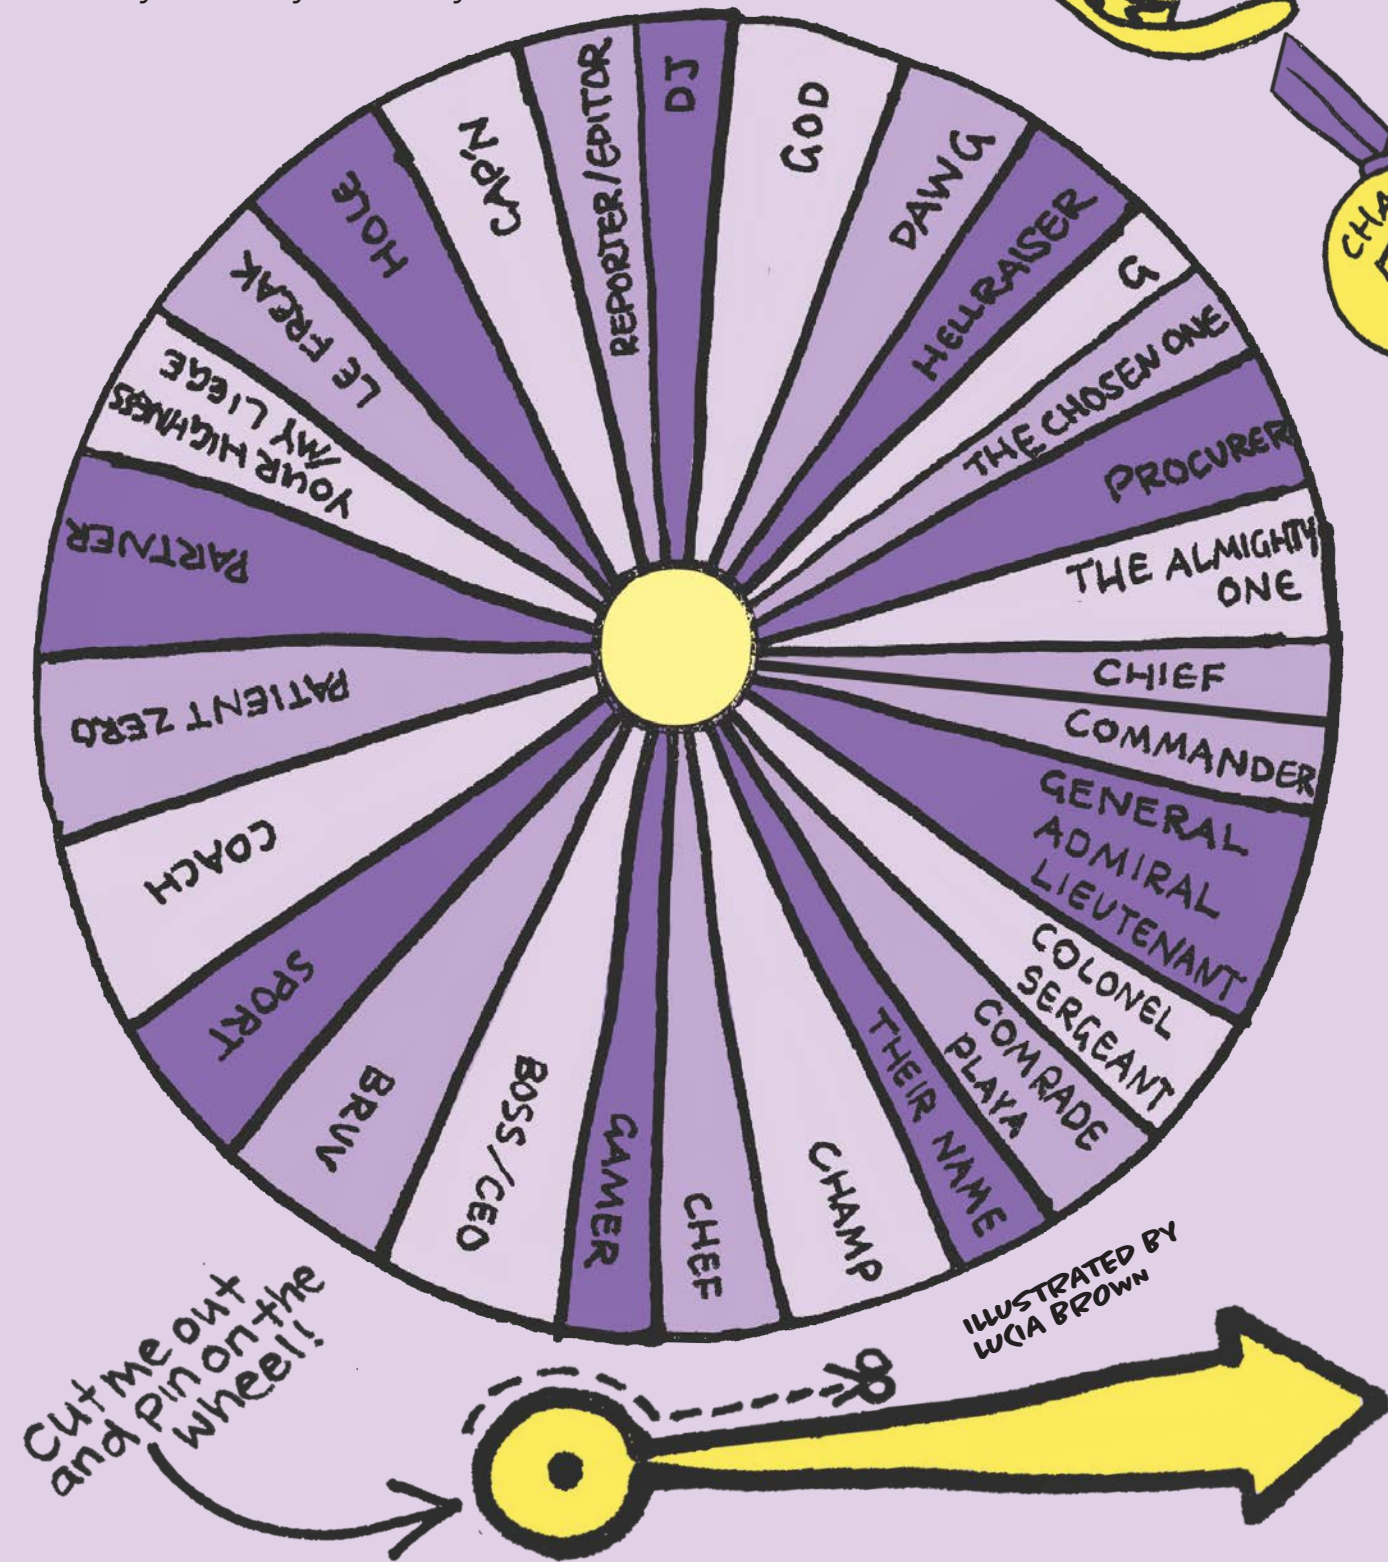 DJ
GOD
DAWG
HELLRAISER
G
THE CHOSEN ONE
PROCURER
THE ALMIGHTY
ONE
CHIEF
COMMANDER
GENERAL
ADMIRAL
LIEUTENANT
COLONEL
SERGEANT
COMRADE
PLAYA
THEIR NAME
CHAMP
CHEF
GAMER
BOSS/CEO
BRUV
SPORT
COACH
PATIENT ZERO
PARTNER
YOUR HIGHNESS
/MY LIEGE
LE FREAK
HOLE
CAP'N
REPORTER/EDITOR
CHA
ILLUSTRATED BY
LUCIA BROWN
Cut me out
and pin on the
wheel!